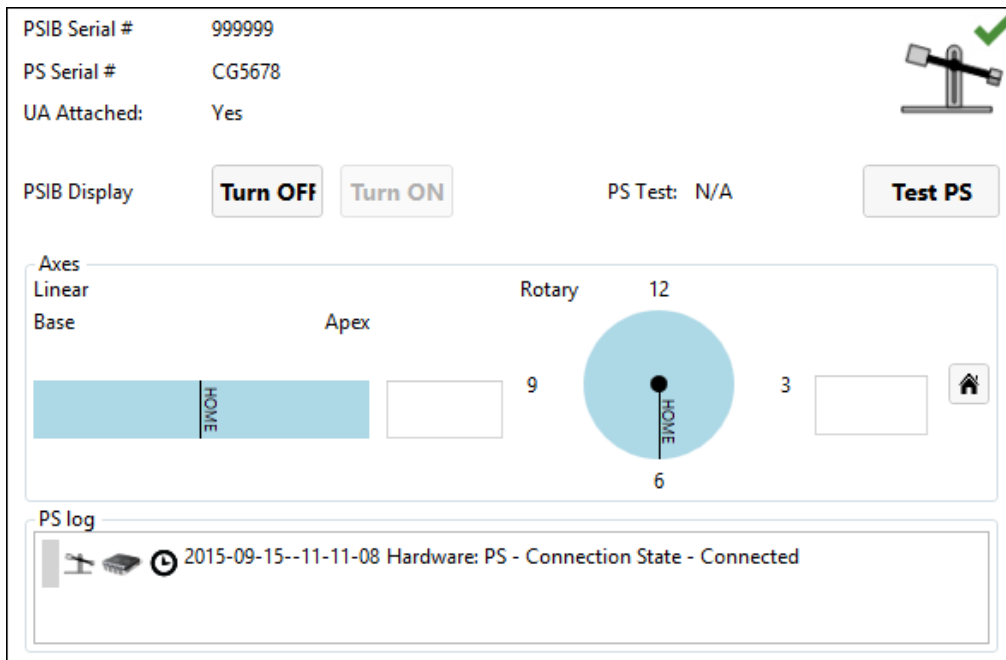 PSIB Serial # 999999
PS Serial # CG5678
UA Attached: Yes
PSIB Display Turn OFF Turn ON PS Test: N/A Test PS
Axes
Linear Rotary 12
Base Apex
HOME 9 HOME 3
6
PS log
2015-09-15--11-11-08 Hardware: PS - Connection State - Connected